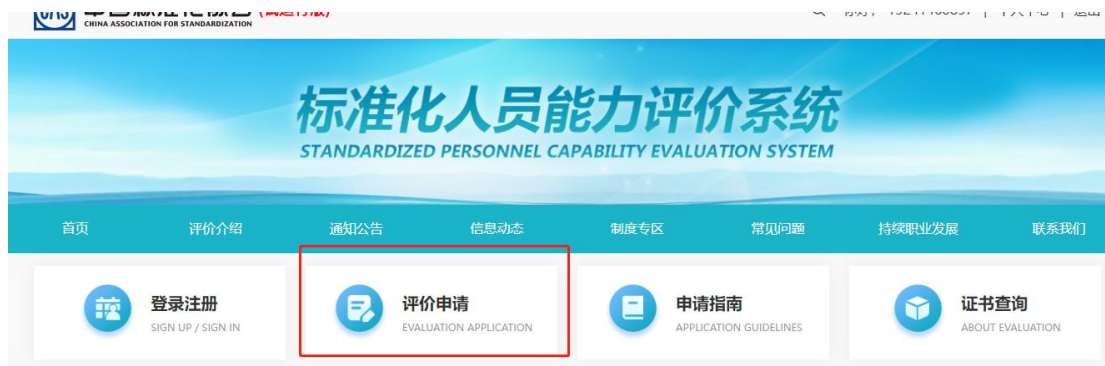 CHINA ASSOCIATION FOR STANDARDIZATION
标准化人员能力评价系统
STANDARDIZED PERSONNEL CAPABILITY EVALUATION SYSTEM
首页 评价介绍 通知公告 信息动态 制度专区 常见问题 持续职业发展 联系我们
登录注册
SIGN UP / SIGN IN
评价申请
EVALUATION APPLICATION
申请指南
APPLICATION GUIDELINES
证书查询
ABOUT EVALUATION